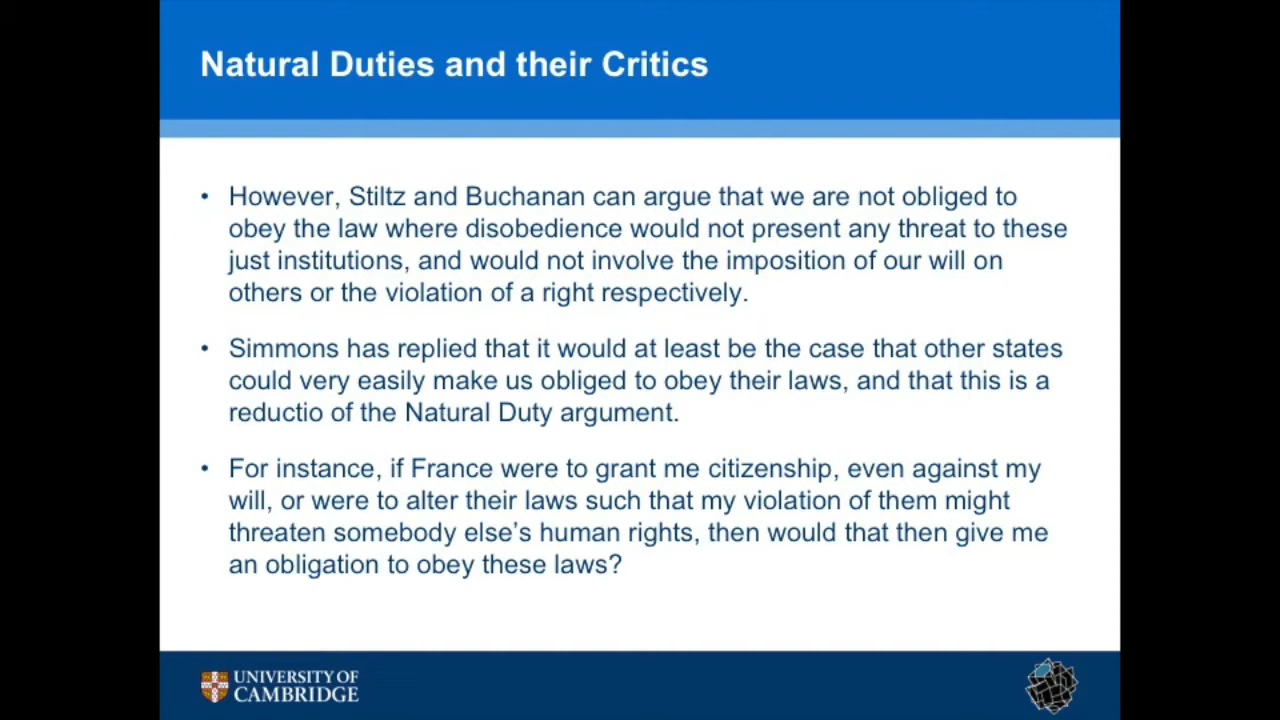 Natural Duties and their Critics
• However, Stiltz and Buchanan can argue that we are not obliged to
obey the law where disobedience would not present any threat to these
just institutions, and would not involve the imposition of our will on
others or the violation of a right respectively.
• Simmons has replied that it would at least be the case that other states
could very easily make us obliged to obey their laws, and that this is a
reductio of the Natural Duty argument.
• For instance, if France were to grant me citizenship, even against my
will, or were to alter their laws such that my violation of them might
threaten somebody else’s human rights, then would that then give me
an obligation to obey these laws?
UNIVERSITY OF
CAMBRIDGE